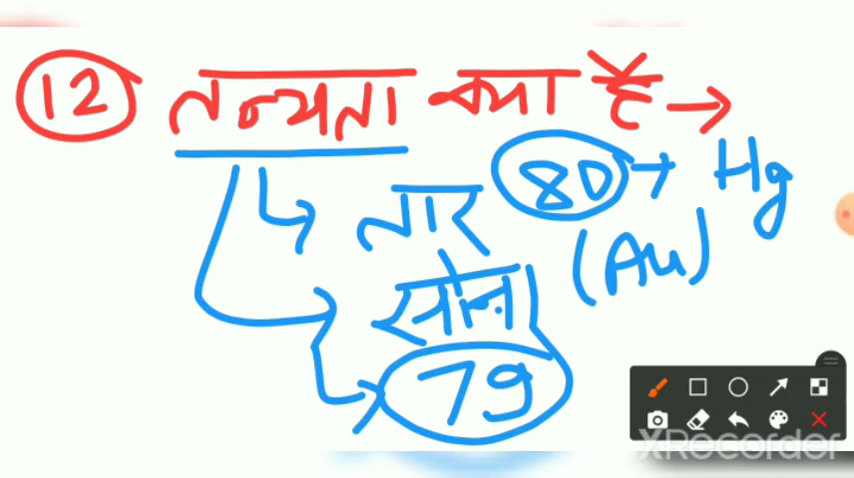 12 तन्यता क्या है →
तार 80 → Hg
सोना (Au)
79
XRecorder